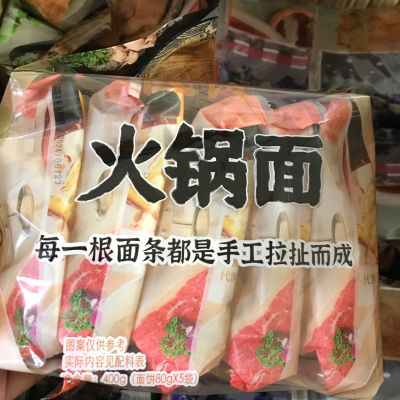 火锅面
每一根面条都是手工拉扯而成
图案仅供参考
实际内容见配料表
400g（面饼80gX5袋）